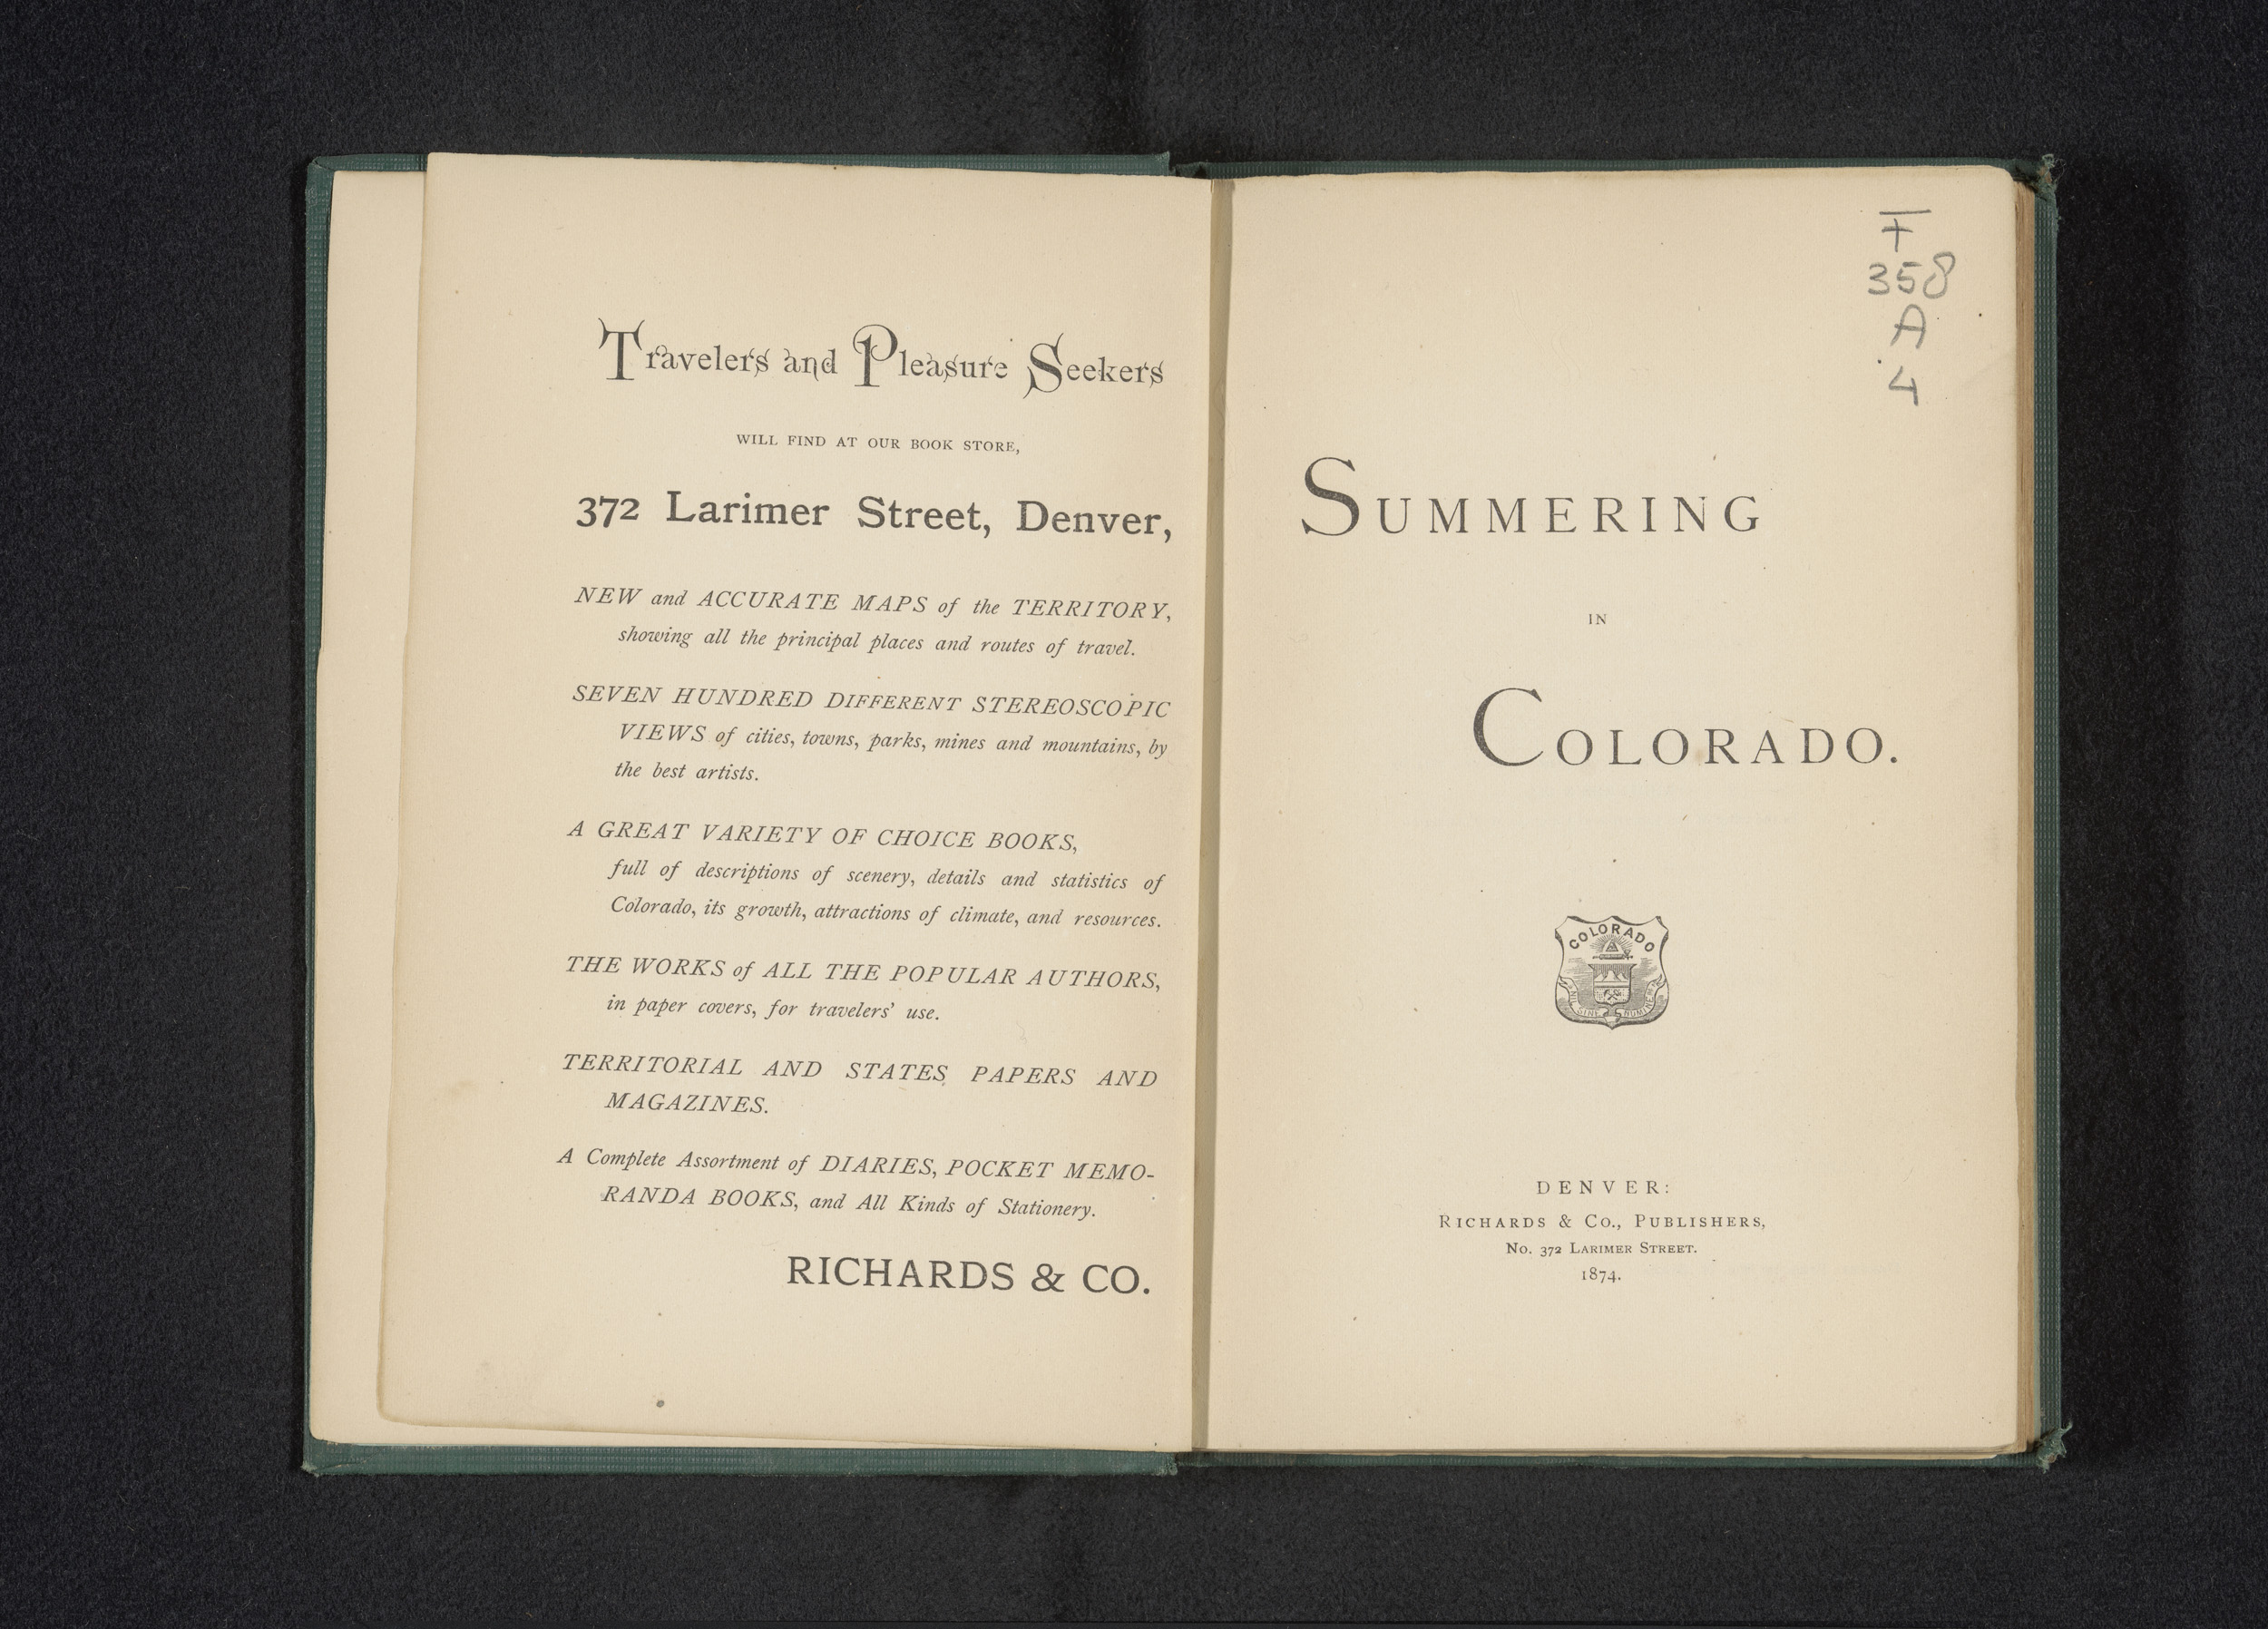 Travelers and Pleasure Seekers
WILL FIND AT OUR BOOK STORE,
372 Larimer Street, Denver,
NEW and ACCURATE MAPS of the TERRITORY,
showing all the principal places and routes of travel.
SEVEN HUNDRED DIFFERENT STEREOSCOPIC
VIEWS of cities, towns, parks, mines and mountains, by
the best artists.
A GREAT VARIETY OF CHOICE BOOKS,
full of descriptions of scenery, details and statistics of
Colorado, its growth, attractions of climate, and resources.
THE WORKS of ALL THE POPULAR AUTHORS,
in paper covers, for travelers' use.
TERRITORIAL AND STATES PAPERS AND
MAGAZINES.
A Complete Assortment of DIARIES, POCKET MEMO-
RANDA BOOKS, and All Kinds of Stationery.
RICHARDS & CO.
F
358
A
4
SUMMERING
IN
COLORADO.
COLORADO
NIL SINE NUMINE
DENVER:
RICHARDS & CO., PUBLISHERS,
No. 372 LARIMER STREET.
1874.